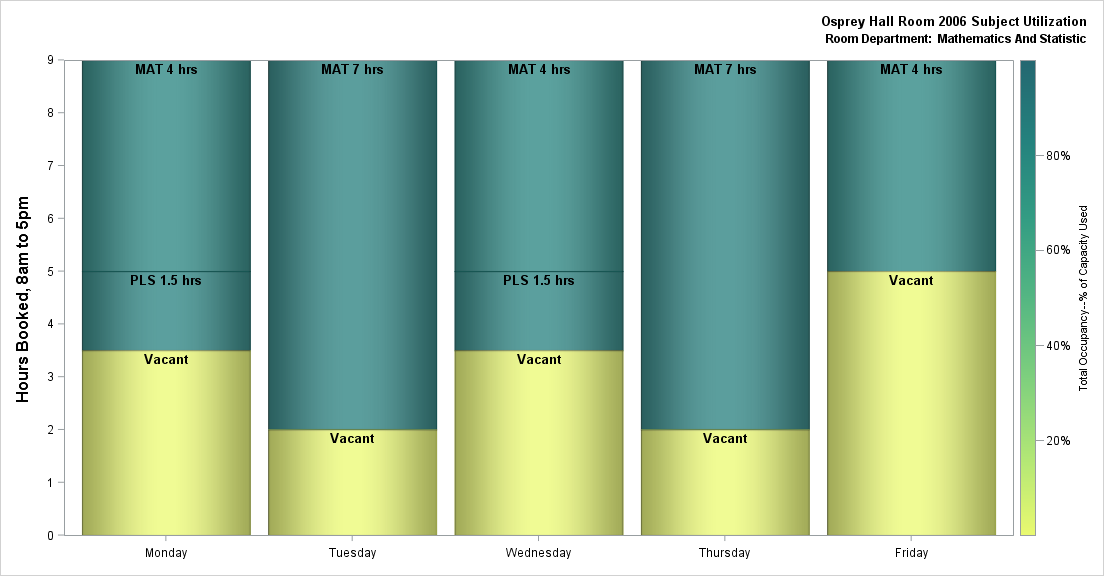 Osprey Hall Room 2006 Subject Utilization
Room Department: Mathematics And Statistic
Hours Booked, 8am to 5pm
9
8
7
6
5
4
3
2
1
0
MAT 4 hrs
PLS 1.5 hrs
Vacant
MAT 7 hrs
Vacant
MAT 4 hrs
PLS 1.5 hrs
Vacant
MAT 7 hrs
Vacant
MAT 4 hrs
Vacant
Monday
Tuesday
Wednesday
Thursday
Friday
80%
60%
40%
20%
Total Occupancy--% of Capacity Used